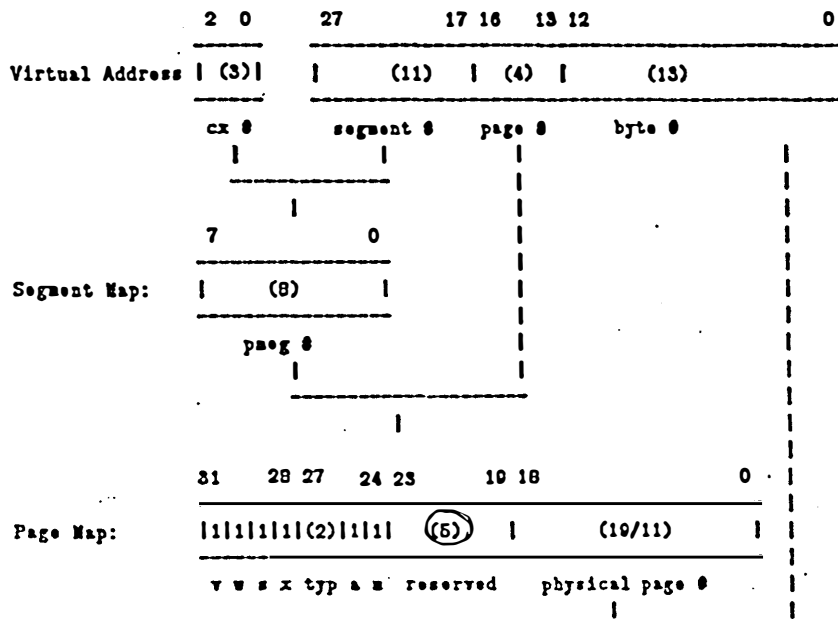 2 0 27 17 16 13 12 0
Virtual Address | (3)| | (11) | (4) | (13)
cx # segment # page # byte #
7 0
Segment Map: | (8) |
pmeg #
31 28 27 24 23 19 18 0
Page Map: |1|1|1|1|(2)|1|1| (5) | (19/11) |
v w s x typ a m reserved physical page #